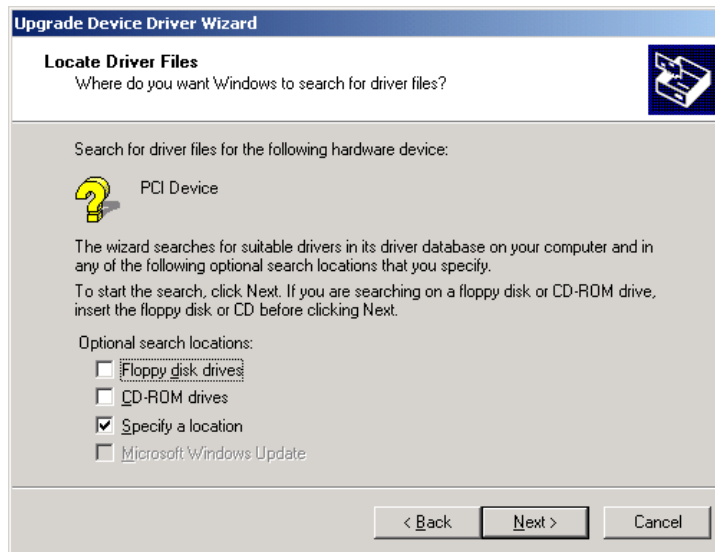 Upgrade Device Driver Wizard
Locate Driver Files
Where do you want Windows to search for driver files?
Search for driver files for the following hardware device:
PCI Device
The wizard searches for suitable drivers in its driver database on your computer and in
any of the following optional search locations that you specify.
To start the search, click Next. If you are searching on a floppy disk or CD-ROM drive,
insert the floppy disk or CD before clicking Next.
Optional search locations:
Floppy disk drives
CD-ROM drives
Specify a location
Microsoft Windows Update
< Back Next > Cancel